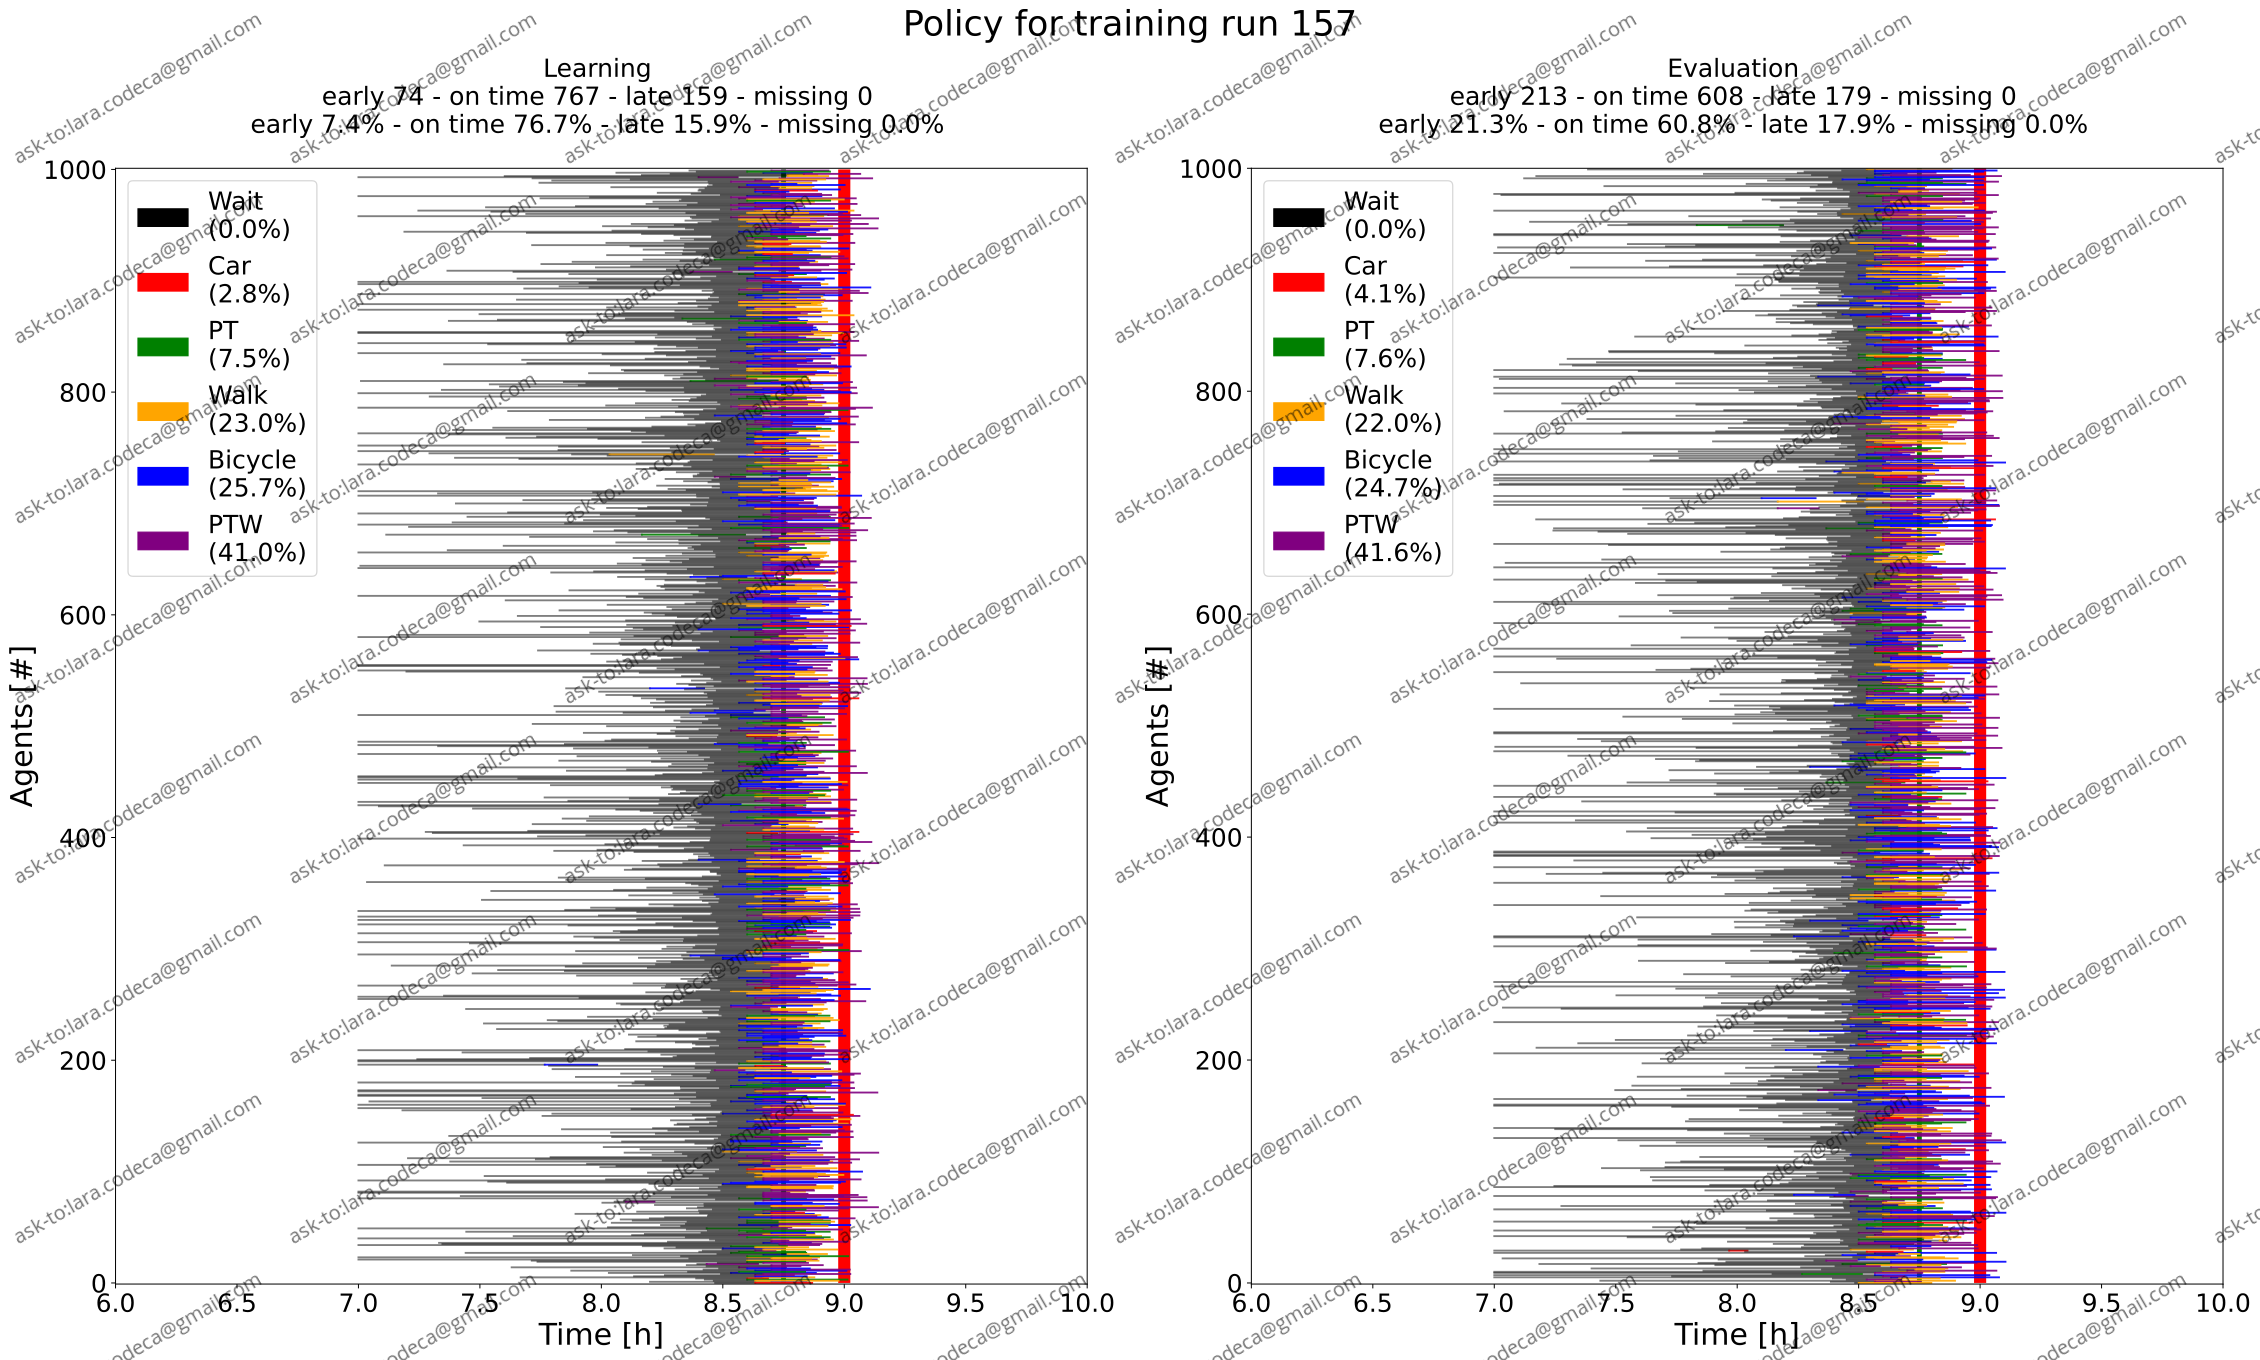 Policy for training run 157
Learning
early 74 - on time 767 - late 159 - missing 0
early 7.4% - on time 76.7% - late 15.9% - missing 0.0%
1000
800
600
400
200
0
Agents [#]
Wait
(0.0%)
Car
(2.8%)
PT
(7.5%)
Walk
(23.0%)
Bicycle
(25.7%)
PTW
(41.0%)
6.0 6.5 7.0 7.5 8.0 8.5 9.0 9.5 10.0
Time [h]
Evaluation
early 213 - on time 608 - late 179 - missing 0
early 21.3% - on time 60.8% - late 17.9% - missing 0.0%
1000
800
600
400
200
0
Agents [#]
Wait
(0.0%)
Car
(4.1%)
PT
(7.6%)
Walk
(22.0%)
Bicycle
(24.7%)
PTW
(41.6%)
6.0 6.5 7.0 7.5 8.0 8.5 9.0 9.5 10.0
Time [h]
ask-to:lara.codeca@gmail.com